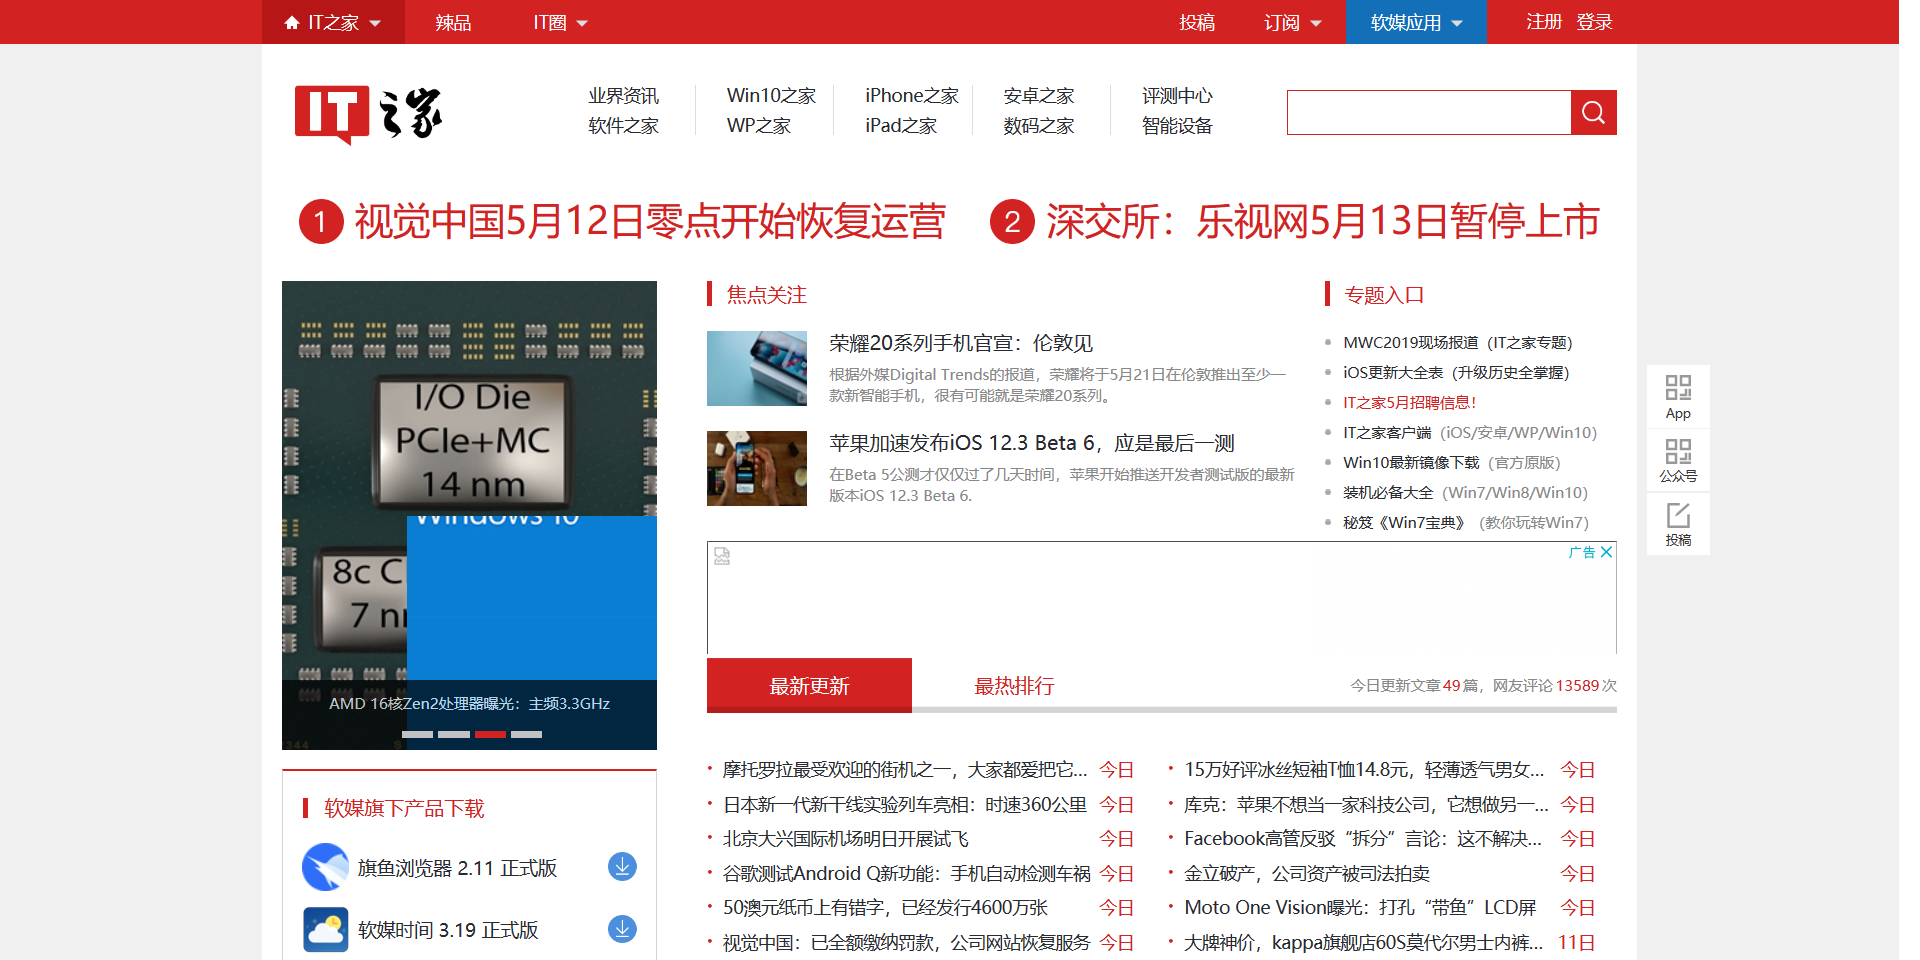 IT之家
辣品
IT圈
投稿
订阅
软媒应用
注册 登录
IT之家
业界资讯
软件之家
Win10之家
WP之家
iPhone之家
iPad之家
安卓之家
数码之家
评测中心
智能设备
1 视觉中国5月12日零点开始恢复运营
2 深交所：乐视网5月13日暂停上市
I/O Die
PCIe+MC
14 nm
Windows 10
8c C
7 n
AMD 16核Zen2处理器曝光：主频3.3GHz
焦点关注
荣耀20系列手机官宣：伦敦见
根据外媒Digital Trends的报道，荣耀将于5月21日在伦敦推出至少一
款新智能手机，很有可能就是荣耀20系列。
苹果加速发布iOS 12.3 Beta 6，应是最后一测
在Beta 5公测才仅仅过了几天时间，苹果开始推送开发者测试版的最新
版本iOS 12.3 Beta 6.
专题入口
MWC2019现场报道（IT之家专题）
iOS更新大全表（升级历史全掌握）
IT之家5月招聘信息！
IT之家客户端（iOS/安卓/WP/Win10）
Win10最新镜像下载（官方原版）
装机必备大全（Win7/Win8/Win10）
秘笈《Win7宝典》（教你玩转Win7）
App
公众号
投稿
广告
最新更新
最热排行
今日更新文章49篇，网友评论13589次
摩托罗拉最受欢迎的街机之一，大家都爱把它... 今日
日本新一代新干线实验列车亮相：时速360公里 今日
北京大兴国际机场明日开展试飞 今日
谷歌测试Android Q新功能：手机自动检测车祸 今日
50澳元纸币上有错字，已经发行4600万张 今日
视觉中国：已全额缴纳罚款，公司网站恢复服务 今日
15万好评冰丝短袖T恤14.8元，轻薄透气男女... 今日
库克：苹果不想当一家科技公司，它想做另一... 今日
Facebook高管反驳“拆分”言论：这不解决... 今日
金立破产，公司资产被司法拍卖 今日
Moto One Vision曝光：打孔“带鱼”LCD屏 今日
大牌神价，kappa旗舰店60S莫代尔男士内裤... 11日
软媒旗下产品下载
旗鱼浏览器 2.11 正式版
软媒时间 3.19 正式版